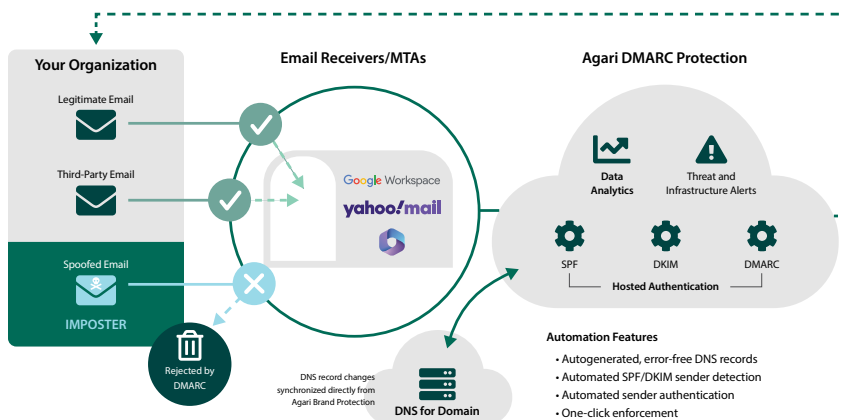 Your Organization
Legitimate Email
Third-Party Email
Spoofed Email
IMPOSTER
Rejected by
DMARC
Email Receivers/MTAs
Google Workspace
yahoo!mail
DNS record changes
synchronized directly from
Agari Brand Protection
DNS for Domain
Agari DMARC Protection
Data
Analytics
Threat and
Infrastructure Alerts
SPF
DKIM
DMARC
Hosted Authentication
Automation Features
• Autogenerated, error-free DNS records
• Automated SPF/DKIM sender detection
• Automated sender authentication
• One-click enforcement